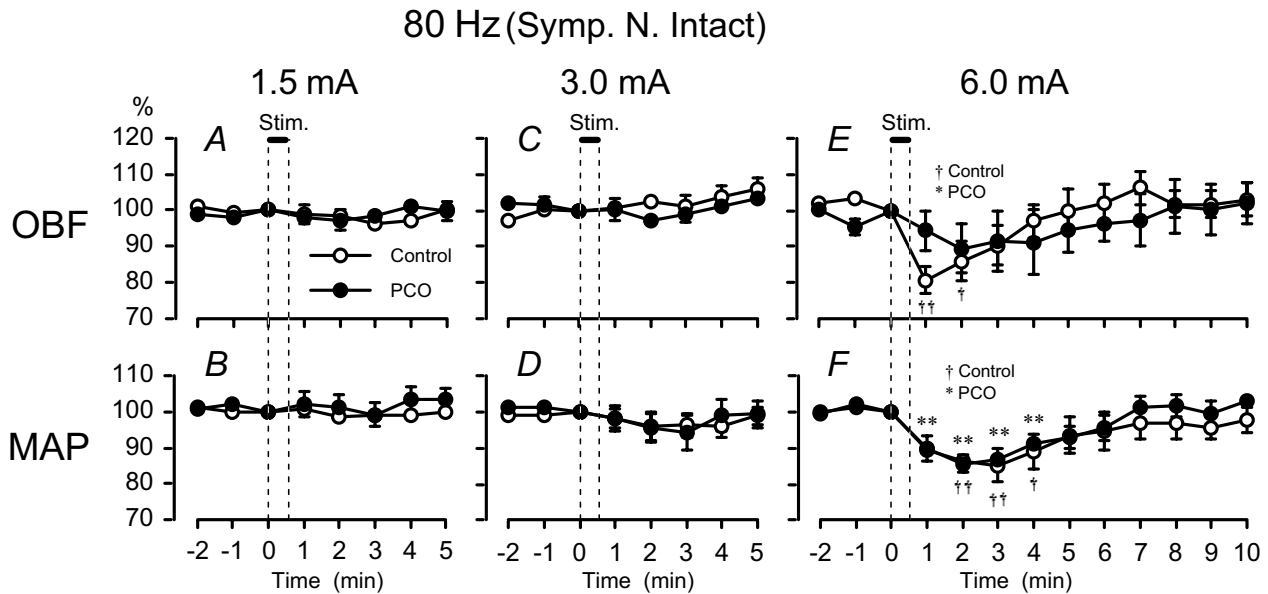 80 Hz (Symp. N. Intact)
1.5 mA 3.0 mA 6.0 mA
%
A Stim. C Stim. E Stim.
120
110
100
90
80
70
OBF
Control
PCO
† Control
* PCO
†† †
B D F
110
100
90
80
70
MAP
† Control
* PCO
** ** ** **
†† †† †
-2 -1 0 1 2 3 4 5
-2 -1 0 1 2 3 4 5
-2 -1 0 1 2 3 4 5 6 7 8 9 10
Time (min) Time (min) Time (min)